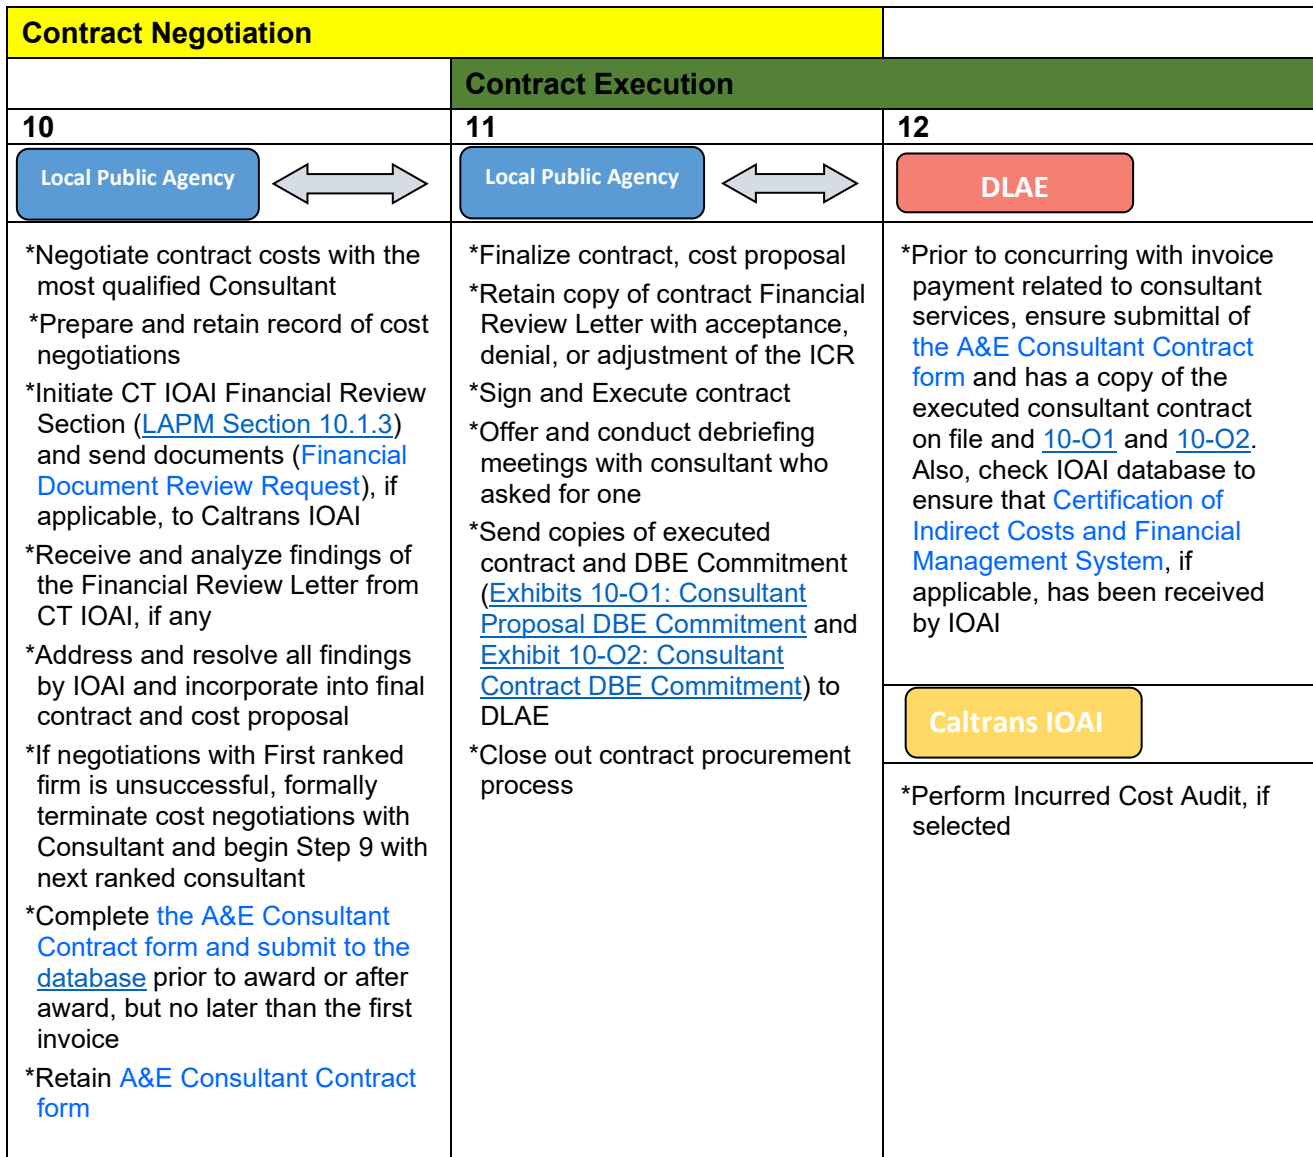 Contract Negotiation
Contract Execution
10
11
12
Local Public Agency
Local Public Agency
DLAE
*Negotiate contract costs with the
most qualified Consultant
*Prepare and retain record of cost
negotiations
*Initiate CT IOAI Financial Review
Section (LAPM Section 10.1.3)
and send documents (Financial
Document Review Request), if
applicable, to Caltrans IOAI
*Receive and analyze findings of
the Financial Review Letter from
CT IOAI, if any
*Address and resolve all findings
by IOAI and incorporate into final
contract and cost proposal
*If negotiations with First ranked
firm is unsuccessful, formally
terminate cost negotiations with
Consultant and begin Step 9 with
next ranked consultant
*Complete the A&E Consultant
Contract form and submit to the
database prior to award or after
award, but no later than the first
invoice
*Retain A&E Consultant Contract
form
*Finalize contract, cost proposal
*Retain copy of contract Financial
Review Letter with acceptance,
denial, or adjustment of the ICR
*Sign and Execute contract
*Offer and conduct debriefing
meetings with consultant who
asked for one
*Send copies of executed
contract and DBE Commitment
(Exhibits 10-O1: Consultant
Proposal DBE Commitment and
Exhibit 10-O2: Consultant
Contract DBE Commitment) to
DLAE
*Close out contract procurement
process
*Prior to concurring with invoice
payment related to consultant
services, ensure submittal of
the A&E Consultant Contract
form and has a copy of the
executed consultant contract
on file and 10-O1 and 10-O2.
Also, check IOAI database to
ensure that Certification of
Indirect Costs and Financial
Management System, if
applicable, has been received
by IOAI
Caltrans IOAI
*Perform Incurred Cost Audit, if
selected